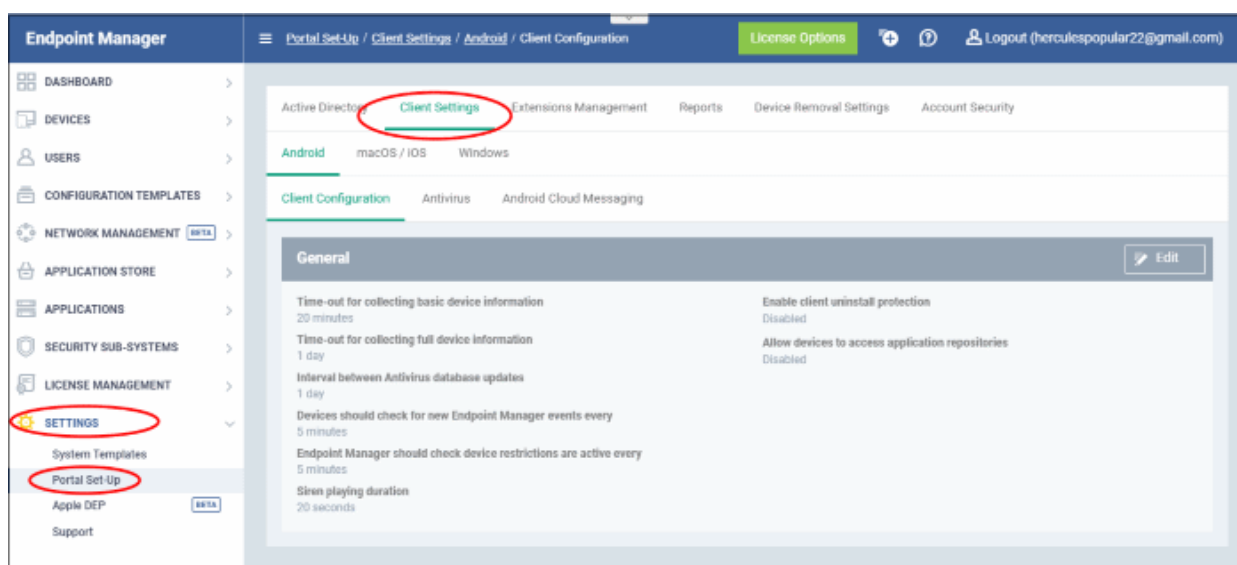 Endpoint Manager
Portal Set-Up / Client Settings / Android / Client Configuration
License Options
Logout (herculespopular22@gmail.com)
DASHBOARD
DEVICES
USERS
CONFIGURATION TEMPLATES
NETWORK MANAGEMENT BETA
APPLICATION STORE
APPLICATIONS
SECURITY SUB-SYSTEMS
LICENSE MANAGEMENT
SETTINGS
System Templates
Portal Set-Up
Apple DEP BETA
Support
Active Directory Client Settings Extensions Management Reports Device Removal Settings Account Security
Android macOS / iOS Windows
Client Configuration Antivirus Android Cloud Messaging
General
Edit
Time-out for collecting basic device information
20 minutes
Time-out for collecting full device information
1 day
Interval between Antivirus database updates
1 day
Devices should check for new Endpoint Manager events every
5 minutes
Endpoint Manager should check device restrictions are active every
5 minutes
Siren playing duration
20 seconds
Enable client uninstall protection
Disabled
Allow devices to access application repositories
Disabled